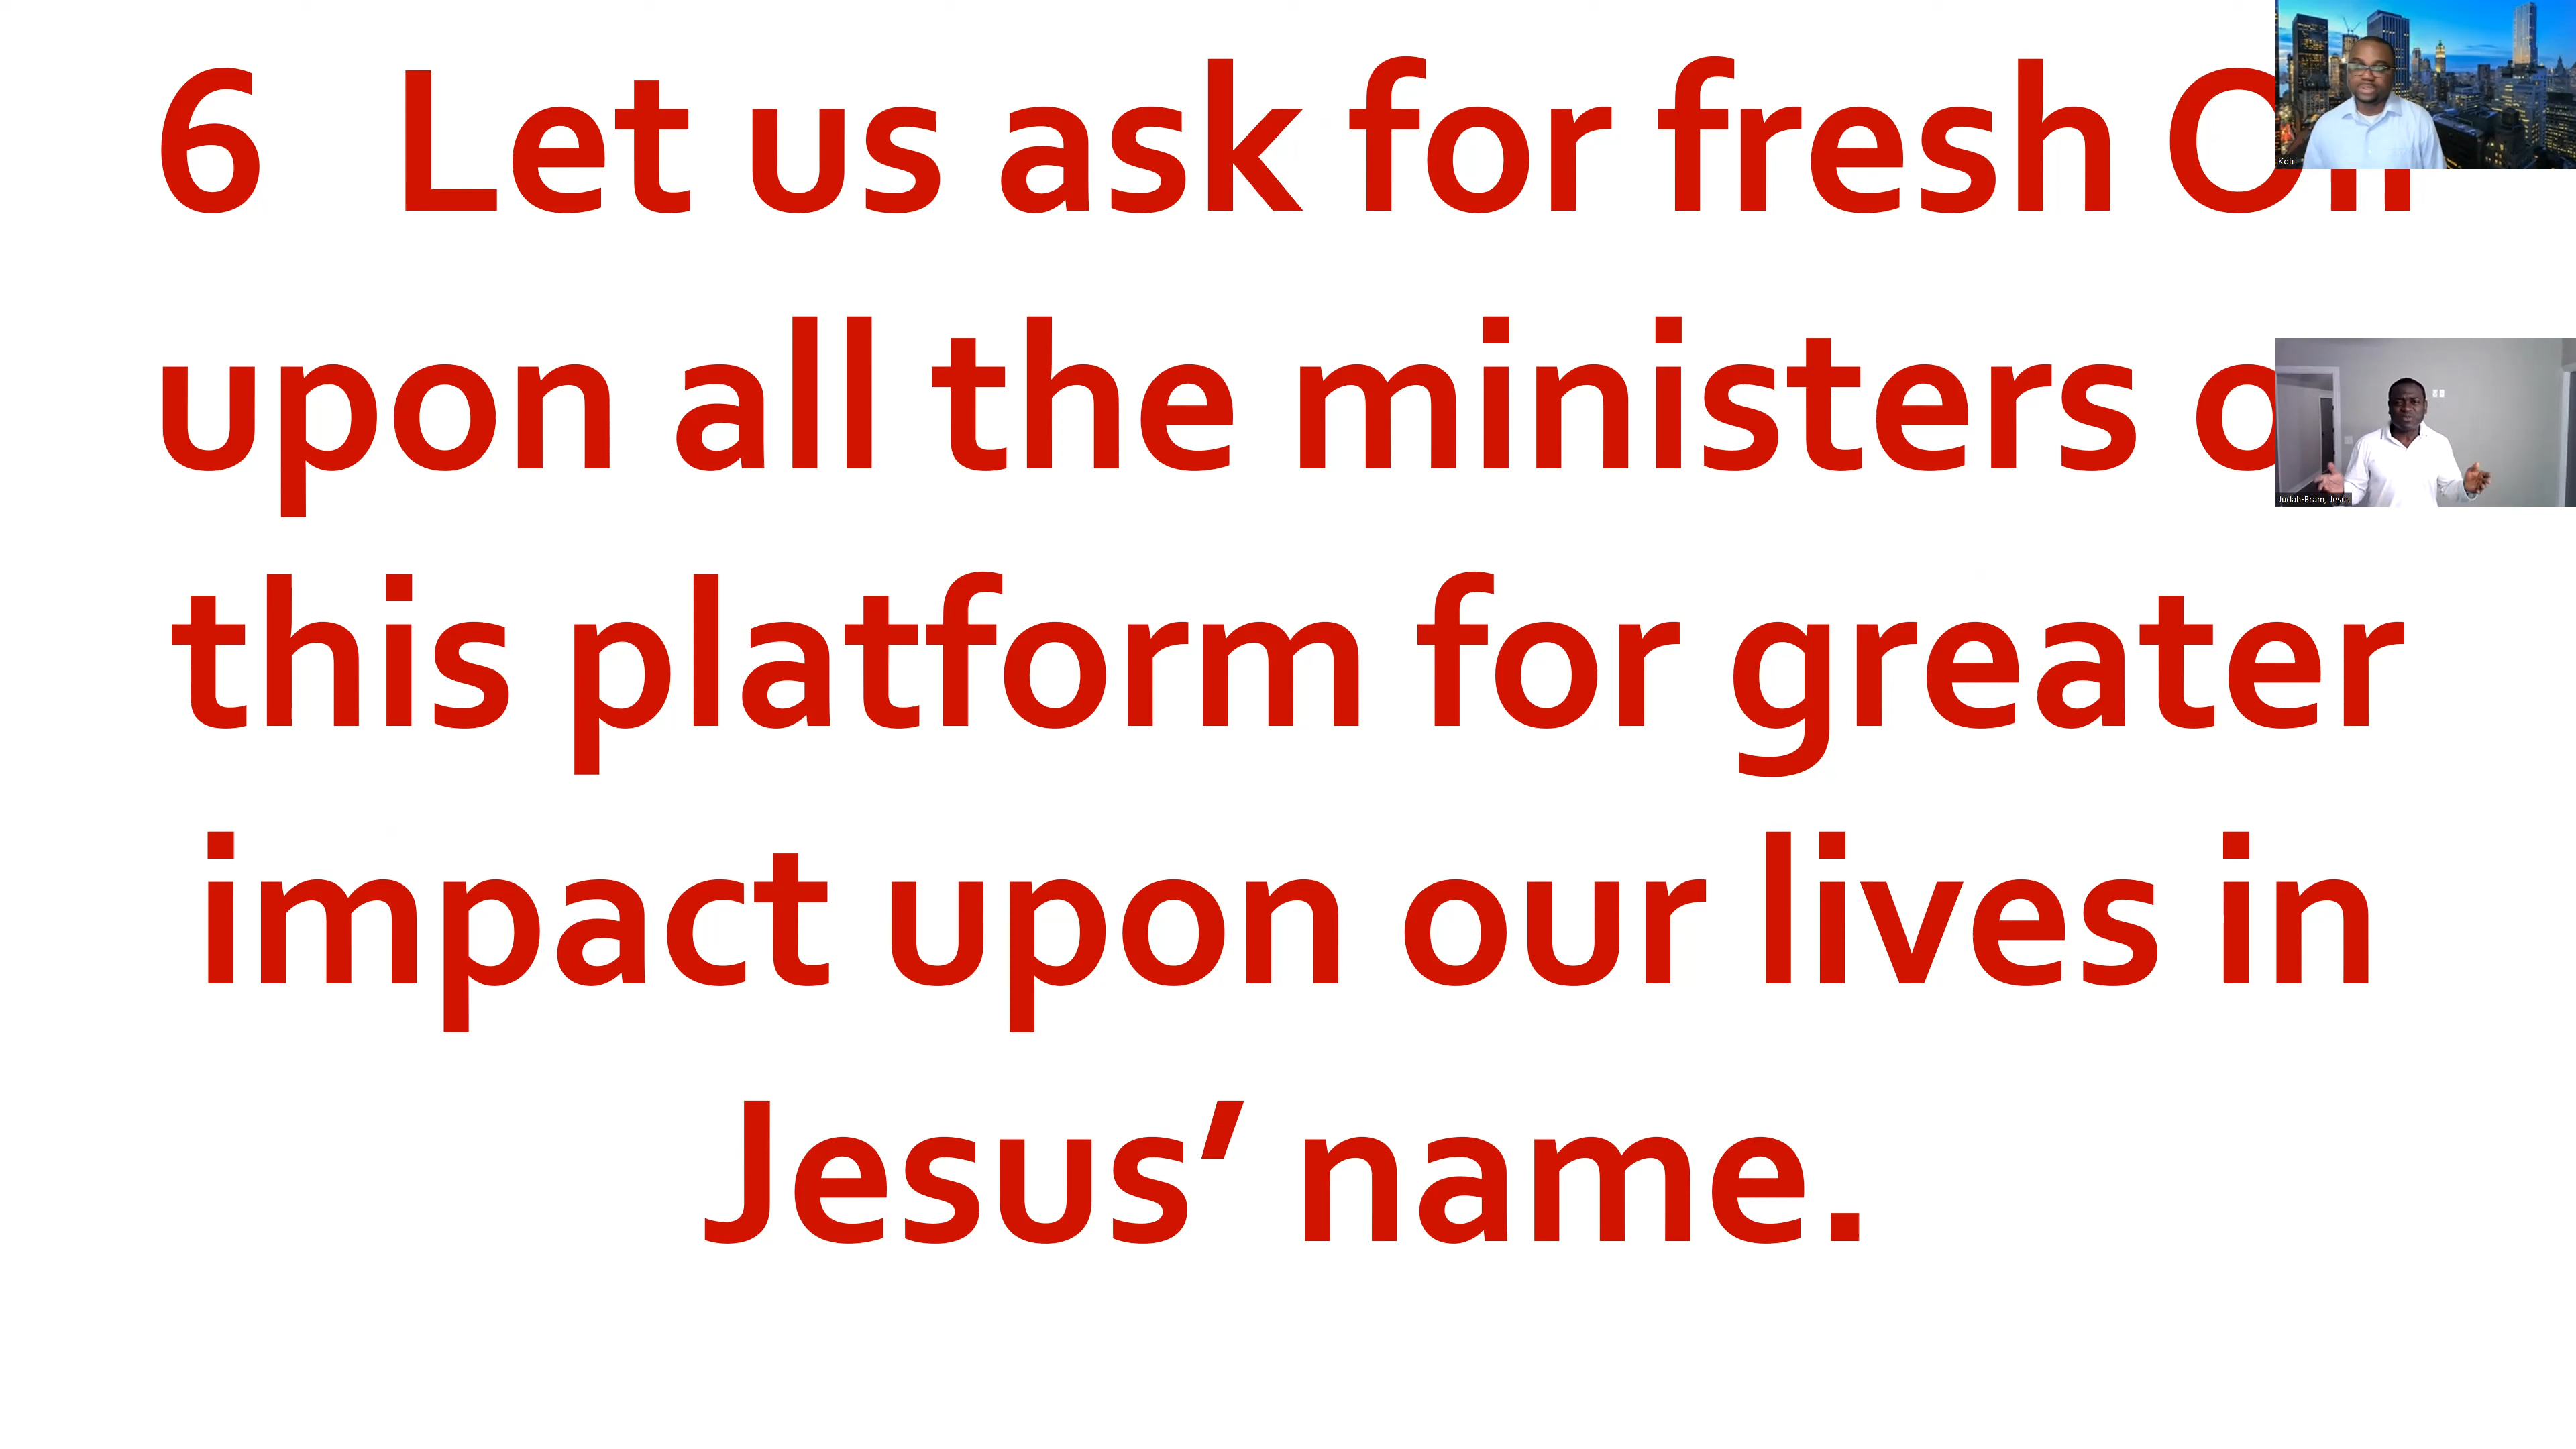 6 Let us ask for fresh Oil
upon all the ministers
this platform for greater
impact upon our lives in
Jesus’ name.
Kofi
Judah-Bram, Jesus